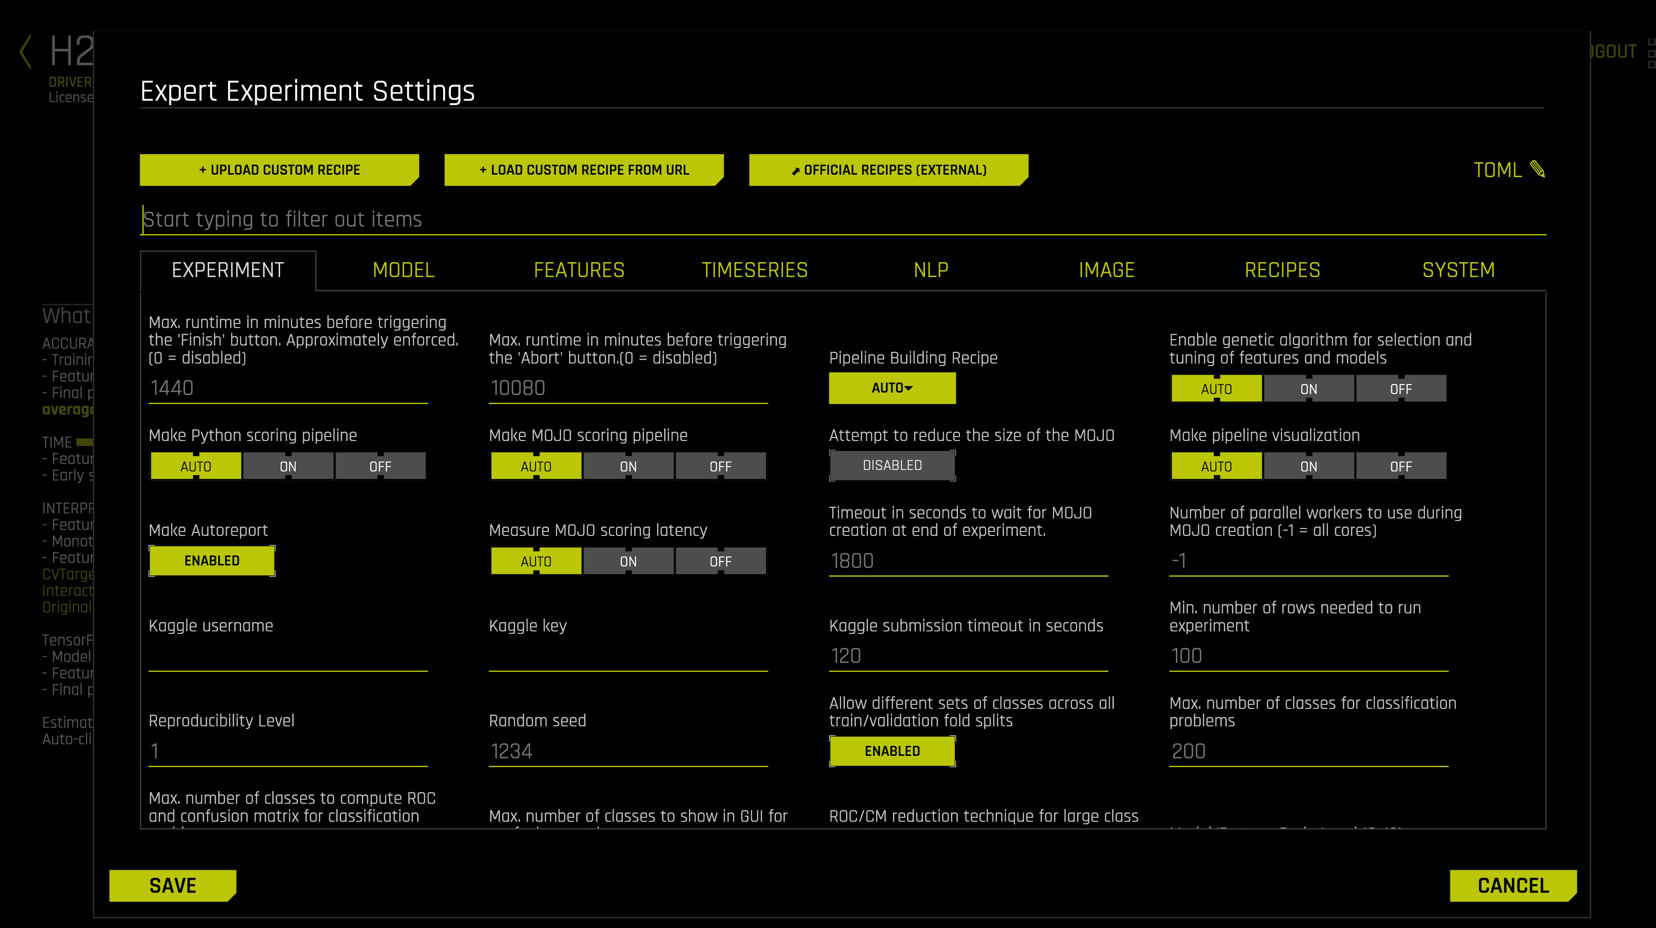 H2
DRIVER
License
OGOUT
Expert Experiment Settings
+ UPLOAD CUSTOM RECIPE
+ LOAD CUSTOM RECIPE FROM URL
OFFICIAL RECIPES (EXTERNAL)
TOML
Start typing to filter out items
EXPERIMENT
MODEL
FEATURES
TIMESERIES
NLP
IMAGE
RECIPES
SYSTEM
Max. runtime in minutes before triggering
the 'Finish' button. Approximately enforced.
(0 = disabled)
1440
Max. runtime in minutes before triggering
the 'Abort' button.(0 = disabled)
10080
Pipeline Building Recipe
AUTO
Enable genetic algorithm for selection and
tuning of features and models
AUTO ON OFF
Make Python scoring pipeline
AUTO ON OFF
Make MOJO scoring pipeline
AUTO ON OFF
Attempt to reduce the size of the MOJO
DISABLED
Make pipeline visualization
AUTO ON OFF
Make Autoreport
ENABLED
Measure MOJO scoring latency
AUTO ON OFF
Timeout in seconds to wait for MOJO
creation at end of experiment.
1800
Number of parallel workers to use during
MOJO creation (-1 = all cores)
-1
Kaggle username
Kaggle key
Kaggle submission timeout in seconds
120
Min. number of rows needed to run
experiment
100
Reproducibility Level
1
Random seed
1234
Allow different sets of classes across all
train/validation fold splits
ENABLED
Max. number of classes for classification
problems
200
Max. number of classes to compute ROC
and confusion matrix for classification
Max. number of classes to show in GUI for
ROC/CM reduction technique for large class
What
ACCURA
- Trainin
- Featur
- Final p
average
TIME
- Featur
- Early s
INTERPR
- Featur
- Monot
- Featur
CVTarge
Interact
Original
TensorF
- Model
- Featur
- Final p
Estimat
Auto-cli
SAVE
CANCEL